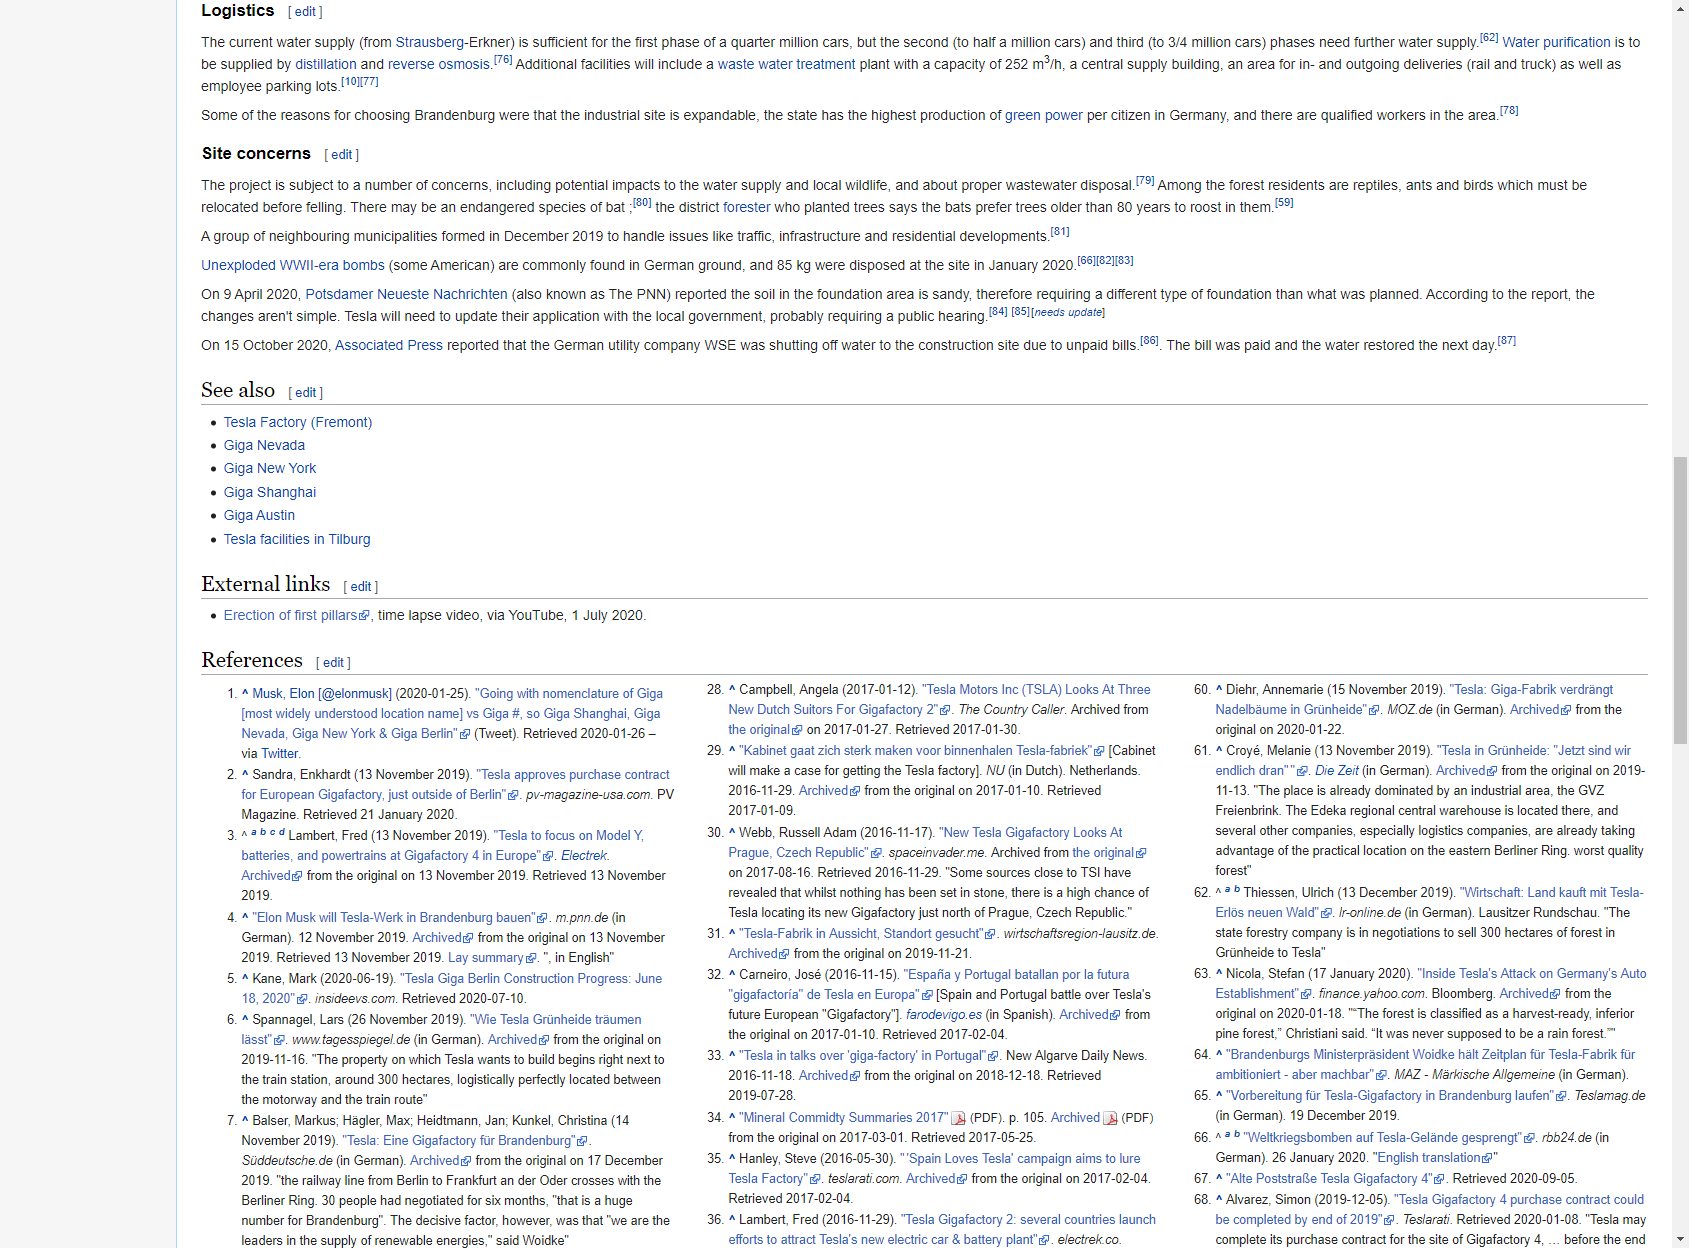 Logistics [ edit ]
The current water supply (from Strausberg-Erkner) is sufficient for the first phase of a quarter million cars, but the second (to half a million cars) and third (to 3/4 million cars) phases need further water supply.[62] Water purification is to
be supplied by distillation and reverse osmosis.[76] Additional facilities will include a waste water treatment plant with a capacity of 252 m3/h, a central supply building, an area for in- and outgoing deliveries (rail and truck) as well as
employee parking lots.[10][77]
Some of the reasons for choosing Brandenburg were that the industrial site is expandable, the state has the highest production of green power per citizen in Germany, and there are qualified workers in the area.[78]
Site concerns [ edit ]
The project is subject to a number of concerns, including potential impacts to the water supply and local wildlife, and about proper wastewater disposal.[79] Among the forest residents are reptiles, ants and birds which must be
relocated before felling. There may be an endangered species of bat ;[80] the district forester who planted trees says the bats prefer trees older than 80 years to roost in them.[59]
A group of neighbouring municipalities formed in December 2019 to handle issues like traffic, infrastructure and residential developments.[81]
Unexploded WWII-era bombs (some American) are commonly found in German ground, and 85 kg were disposed at the site in January 2020.[66][82][83]
On 9 April 2020, Potsdamer Neueste Nachrichten (also known as The PNN) reported the soil in the foundation area is sandy, therefore requiring a different type of foundation than what was planned. According to the report, the
changes aren't simple. Tesla will need to update their application with the local government, probably requiring a public hearing.[84] [85][needs update]
On 15 October 2020, Associated Press reported that the German utility company WSE was shutting off water to the construction site due to unpaid bills.[86]. The bill was paid and the water restored the next day.[87]
See also [ edit ]
• Tesla Factory (Fremont)
• Giga Nevada
• Giga New York
• Giga Shanghai
• Giga Austin
• Tesla facilities in Tilburg
External links [ edit ]
• Erection of first pillars, time lapse video, via YouTube, 1 July 2020.
References [ edit ]
1. ^ Musk, Elon [@elonmusk] (2020-01-25). "Going with nomenclature of Giga
[most widely understood location name] vs Giga #, so Giga Shanghai, Giga
Nevada, Giga New York & Giga Berlin" (Tweet). Retrieved 2020-01-26 –
via Twitter.
2. ^ Sandra, Enkhardt (13 November 2019). "Tesla approves purchase contract
for European Gigafactory, just outside of Berlin". pv-magazine-usa.com. PV
Magazine. Retrieved 21 January 2020.
3. ^ a b c d Lambert, Fred (13 November 2019). "Tesla to focus on Model Y,
batteries, and powertrains at Gigafactory 4 in Europe". Electrek.
Archived from the original on 13 November 2019. Retrieved 13 November
2019.
4. ^ "Elon Musk will Tesla-Werk in Brandenburg bauen". m.pnn.de (in
German). 12 November 2019. Archived from the original on 13 November
2019. Retrieved 13 November 2019. Lay summary. ", in English"
5. ^ Kane, Mark (2020-06-19). "Tesla Giga Berlin Construction Progress: June
18, 2020". insideevs.com. Retrieved 2020-07-10.
6. ^ Spannagel, Lars (26 November 2019). "Wie Tesla Grünheide träumen
lässt". www.tagesspiegel.de (in German). Archived from the original on
2019-11-16. "The property on which Tesla wants to build begins right next to
the train station, around 300 hectares, logistically perfectly located between
the motorway and the train route"
7. ^ Balser, Markus; Hägler, Max; Heidtmann, Jan; Kunkel, Christina (14
November 2019). "Tesla: Eine Gigafactory für Brandenburg".
Süddeutsche.de (in German). Archived from the original on 17 December
2019. "the railway line from Berlin to Frankfurt an der Oder crosses with the
Berliner Ring. 30 people had negotiated for six months, "that is a huge
number for Brandenburg". The decisive factor, however, was that "we are the
leaders in the supply of renewable energies," said Woidke"
28. ^ Campbell, Angela (2017-01-12). "Tesla Motors Inc (TSLA) Looks At Three
New Dutch Suitors For Gigafactory 2". The Country Caller. Archived from
the original on 2017-01-27. Retrieved 2017-01-30.
29. ^ "Kabinet gaat zich sterk maken voor binnenhalen Tesla-fabriek" [Cabinet
will make a case for getting the Tesla factory]. NU (in Dutch). Netherlands.
2016-11-29. Archived from the original on 2017-01-10. Retrieved
2017-01-09.
30. ^ Webb, Russell Adam (2016-11-17). "New Tesla Gigafactory Looks At
Prague, Czech Republic". spaceinvader.me. Archived from the original
on 2017-08-16. Retrieved 2016-11-29. "Some sources close to TSI have
revealed that whilst nothing has been set in stone, there is a high chance of
Tesla locating its new Gigafactory just north of Prague, Czech Republic."
31. ^ "Tesla-Fabrik in Aussicht, Standort gesucht". wirtschaftsregion-lausitz.de.
Archived from the original on 2019-11-21.
32. ^ Carneiro, José (2016-11-15). "España y Portugal batallan por la futura
"gigafactoría" de Tesla en Europa" [Spain and Portugal battle over Tesla's
future European "Gigafactory"]. farodevigo.es (in Spanish). Archived from
the original on 2017-01-10. Retrieved 2017-02-04.
33. ^ "Tesla in talks over 'giga-factory' in Portugal". New Algarve Daily News.
2016-11-18. Archived from the original on 2018-12-18. Retrieved
2019-07-28.
34. ^ "Mineral Commidty Summaries 2017" (PDF). p. 105. Archived (PDF)
from the original on 2017-03-01. Retrieved 2017-05-25.
35. ^ Hanley, Steve (2016-05-30). "'Spain Loves Tesla' campaign aims to lure
Tesla Factory". teslarati.com. Archived from the original on 2017-02-04.
Retrieved 2017-02-04.
36. ^ Lambert, Fred (2016-11-29). "Tesla Gigafactory 2: several countries launch
efforts to attract Tesla's new electric car & battery plant". electrek.co.
60. ^ Diehr, Annemarie (15 November 2019). "Tesla: Giga-Fabrik verdrängt
Nadelbäume in Grünheide". MOZ.de (in German). Archived from the
original on 2020-01-22.
61. ^ Croyé, Melanie (13 November 2019). "Tesla in Grünheide: "Jetzt sind wir
endlich dran"". Die Zeit (in German). Archived from the original on 2019-
11-13. "The place is already dominated by an industrial area, the GVZ
Freienbrink. The Edeka regional central warehouse is located there, and
several other companies, especially logistics companies, are already taking
advantage of the practical location on the eastern Berliner Ring. worst quality
forest"
62. ^ a b Thiessen, Ulrich (13 December 2019). "Wirtschaft: Land kauft mit Tesla-
Erlös neuen Wald". lr-online.de (in German). Lausitzer Rundschau. "The
state forestry company is in negotiations to sell 300 hectares of forest in
Grünheide to Tesla"
63. ^ Nicola, Stefan (17 January 2020). "Inside Tesla's Attack on Germany's Auto
Establishment". finance.yahoo.com. Bloomberg. Archived from the
original on 2020-01-18. "“The forest is classified as a harvest-ready, inferior
pine forest,” Christiani said. “It was never supposed to be a rain forest.”"
64. ^ "Brandenburgs Ministerpräsident Woidke hält Zeitplan für Tesla-Fabrik für
ambitioniert - aber machbar". MAZ - Märkische Allgemeine (in German).
65. ^ "Vorbereitung für Tesla-Gigafactory in Brandenburg laufen". Teslamag.de
(in German). 19 December 2019.
66. ^ a b "Weltkriegsbomben auf Tesla-Gelände gesprengt". rbb24.de (in
German). 26 January 2020. "English translation"
67. ^ "Alte Poststraße Tesla Gigafactory 4". Retrieved 2020-09-05.
68. ^ Alvarez, Simon (2019-12-05). "Tesla Gigafactory 4 purchase contract could
be completed by end of 2019". Teslarati. Retrieved 2020-01-08. "Tesla may
complete its purchase contract for the site of Gigafactory 4, … before the end